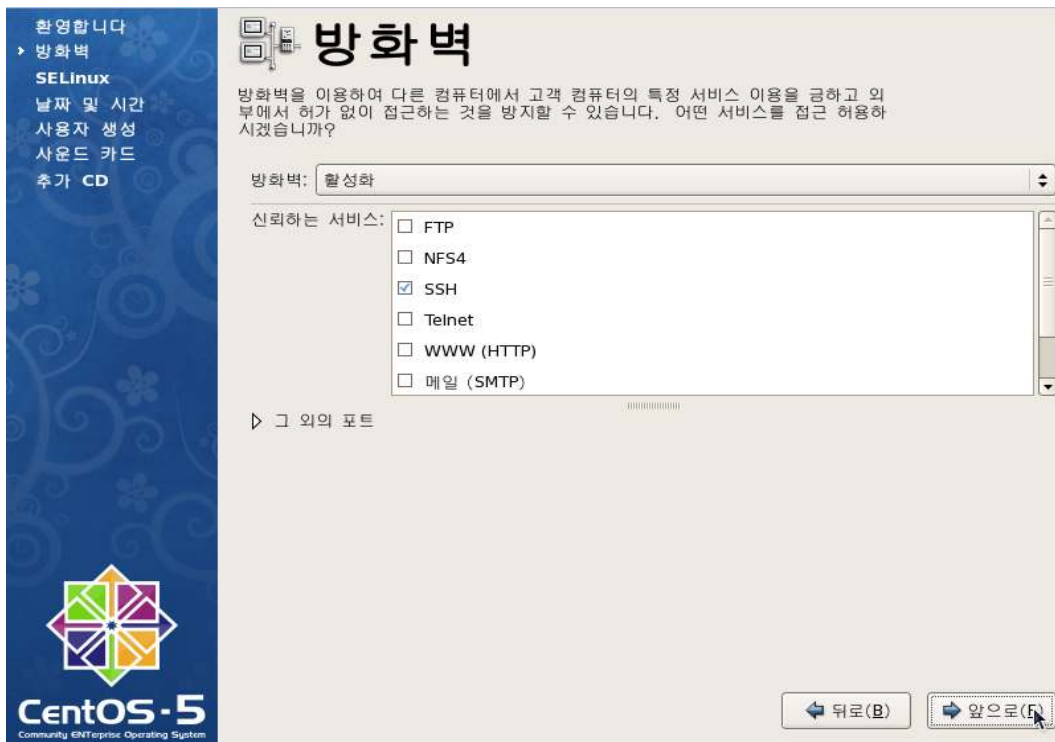 환영합니다
방화벽
SELinux
날짜 및 시간
사용자 생성
사운드 카드
추가 CD
방화벽
방화벽을 이용하여 다른 컴퓨터에서 고객 컴퓨터의 특정 서비스 이용을 금하고 외
부에서 허가 없이 접근하는 것을 방지할 수 있습니다. 어떤 서비스를 접근 허용하
시겠습니까?
방화벽: 활성화
신뢰하는 서비스:
FTP
NFS4
SSH
Telnet
WWW (HTTP)
메일 (SMTP)
그 외의 포트
뒤로(B)
앞으로(F)
CentOS-5
Community ENTerprise Operating System